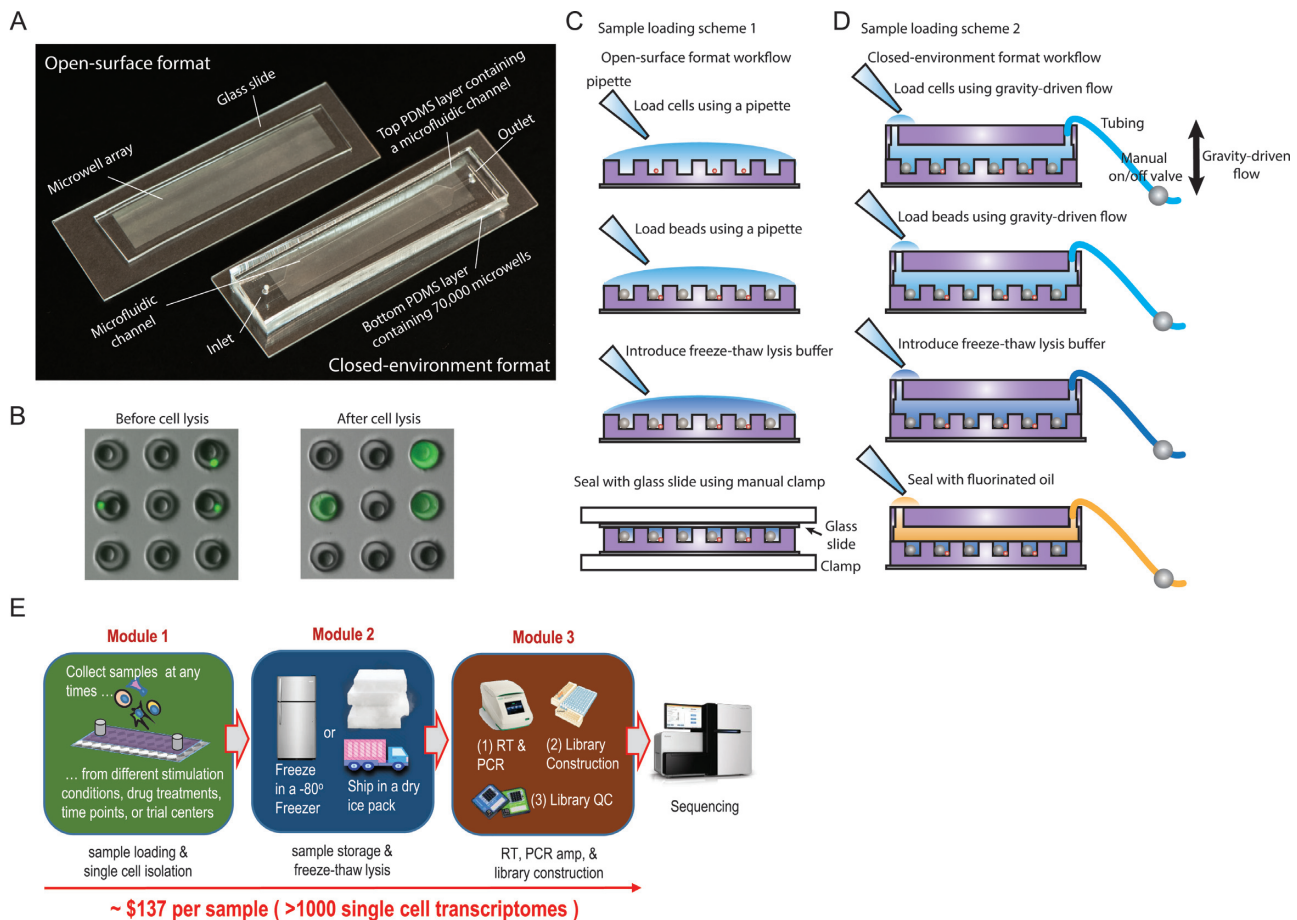 A
Open-surface format
Glass slide
Microwell array
Top PDMS layer containing
a microfluidic channel
Outlet
Microfluidic
channel
Inlet
Bottom PDMS layer
containing 70,000 microwells
Closed-environment format
B
Before cell lysis
After cell lysis
C
Sample loading scheme 1
Open-surface format workflow
pipette
Load cells using a pipette
Load beads using a pipette
Introduce freeze-thaw lysis buffer
Seal with glass slide using manual clamp
Glass
slide
Clamp
D
Sample loading scheme 2
Closed-environment format workflow
Load cells using gravity-driven flow
Tubing
Manual
on/off valve
Gravity-driven
flow
Load beads using gravity-driven flow
Introduce freeze-thaw lysis buffer
Seal with fluorinated oil
E
Module 1
Collect samples at any
times ...
... from different stimulation
conditions, drug treatments,
time points, or trial centers
sample loading &
single cell isolation
Module 2
or
Freeze
in a -80º
Freezer
Ship in a dry
ice pack
sample storage &
freeze-thaw lysis
Module 3
(1) RT &
PCR
(2) Library
Construction
(3) Library QC
RT, PCR amp, &
library construction
Sequencing
~ $137 per sample ( >1000 single cell transcriptomes )